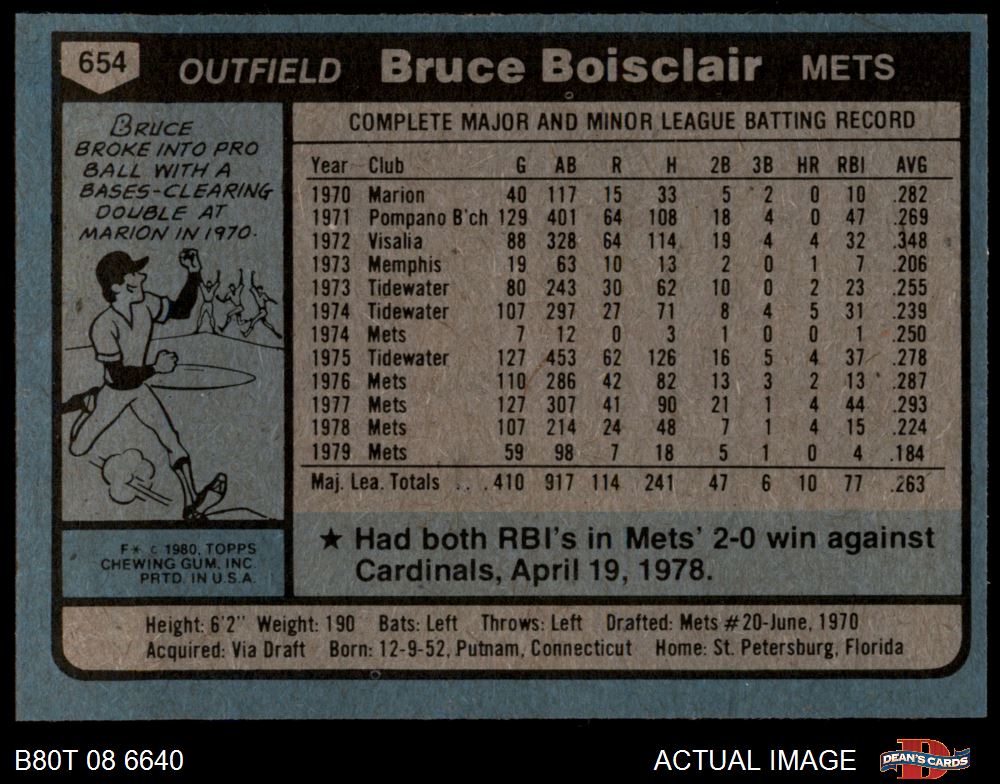 654 OUTFIELD Bruce Boisclair METS
BRUCE
BROKE INTO PRO
BALL WITH A
BASES-CLEARING
DOUBLE AT
MARION IN 1970.
F* © 1980, TOPPS
CHEWING GUM, INC.
PRTD. IN U.S.A.
COMPLETE MAJOR AND MINOR LEAGUE BATTING RECORD
Year Club G AB R H 2B 3B HR RBI AVG
1970 Marion 40 117 15 33 5 2 0 10 .282
1971 Pompano B'ch 129 401 64 108 18 4 0 47 .269
1972 Visalia 88 328 64 114 19 4 4 32 .348
1973 Memphis 19 63 10 13 2 0 1 7 .206
1973 Tidewater 80 243 30 62 10 0 2 23 .255
1974 Tidewater 107 297 27 71 8 4 5 31 .239
1974 Mets 7 12 0 3 1 0 0 1 .250
1975 Tidewater 127 453 62 126 16 5 4 37 .278
1976 Mets 110 286 42 82 13 3 2 13 .287
1977 Mets 127 307 41 90 21 1 4 44 .293
1978 Mets 107 214 24 48 7 1 4 15 .224
1979 Mets 59 98 7 18 5 1 0 4 .184
Maj. Lea. Totals . . . 410 917 114 241 47 6 10 77 .263
★ Had both RBI's in Mets' 2-0 win against
Cardinals, April 19, 1978.
Height: 6'2" Weight: 190 Bats: Left Throws: Left Drafted: Mets #20-June, 1970
Acquired: Via Draft Born: 12-9-52, Putnam, Connecticut Home: St. Petersburg, Florida
B80T 08 6640 ACTUAL IMAGE D DEAN'S CARDS